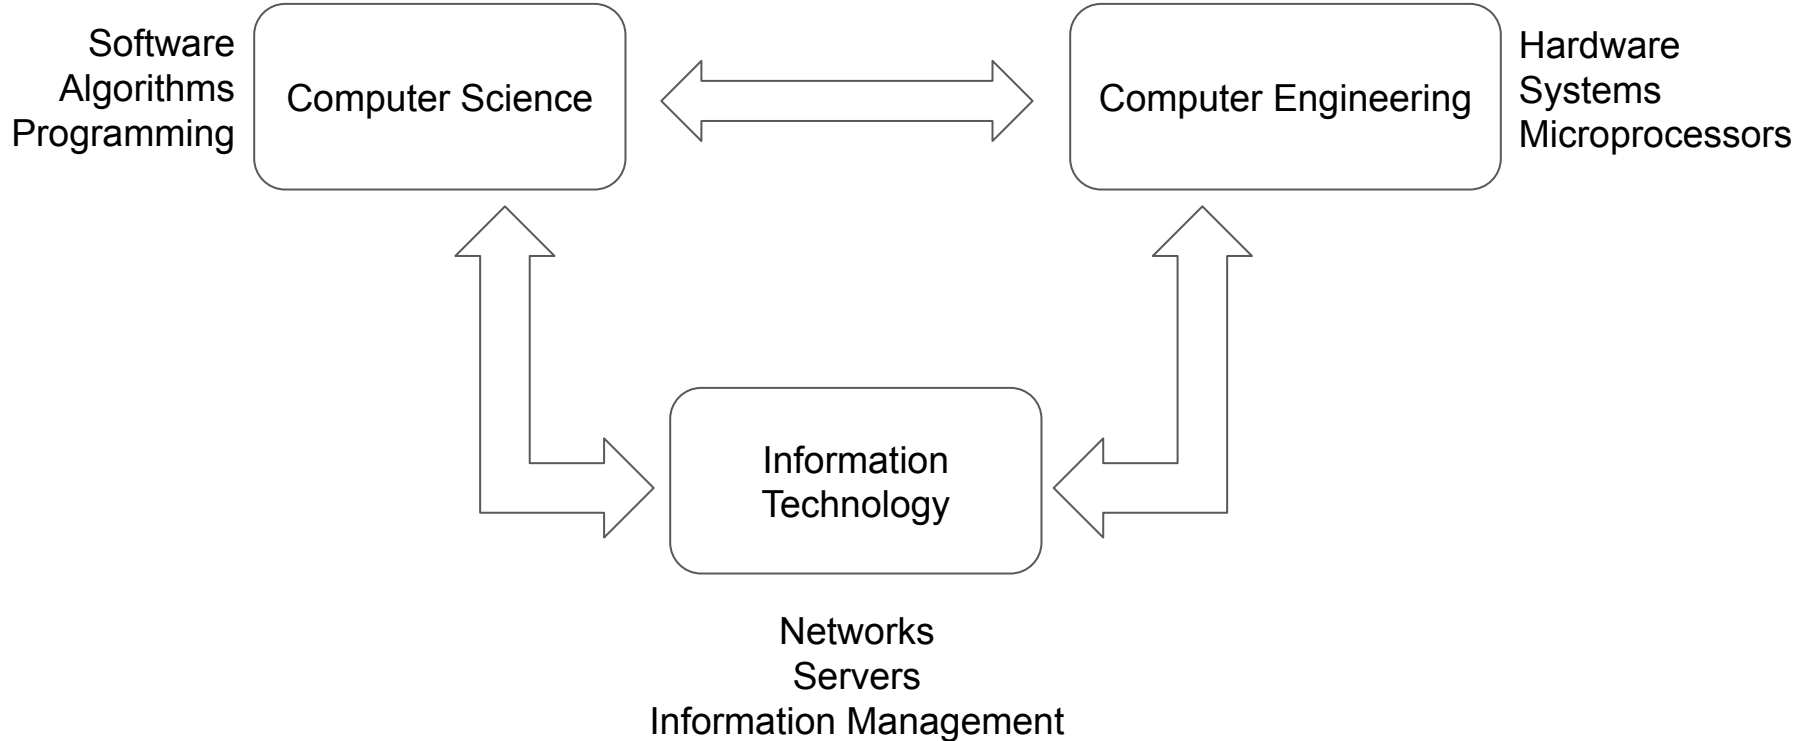 Software
Algorithms
Programming
Computer Science
Computer Engineering
Hardware
Systems
Microprocessors
Information
Technology
Networks
Servers
Information Management